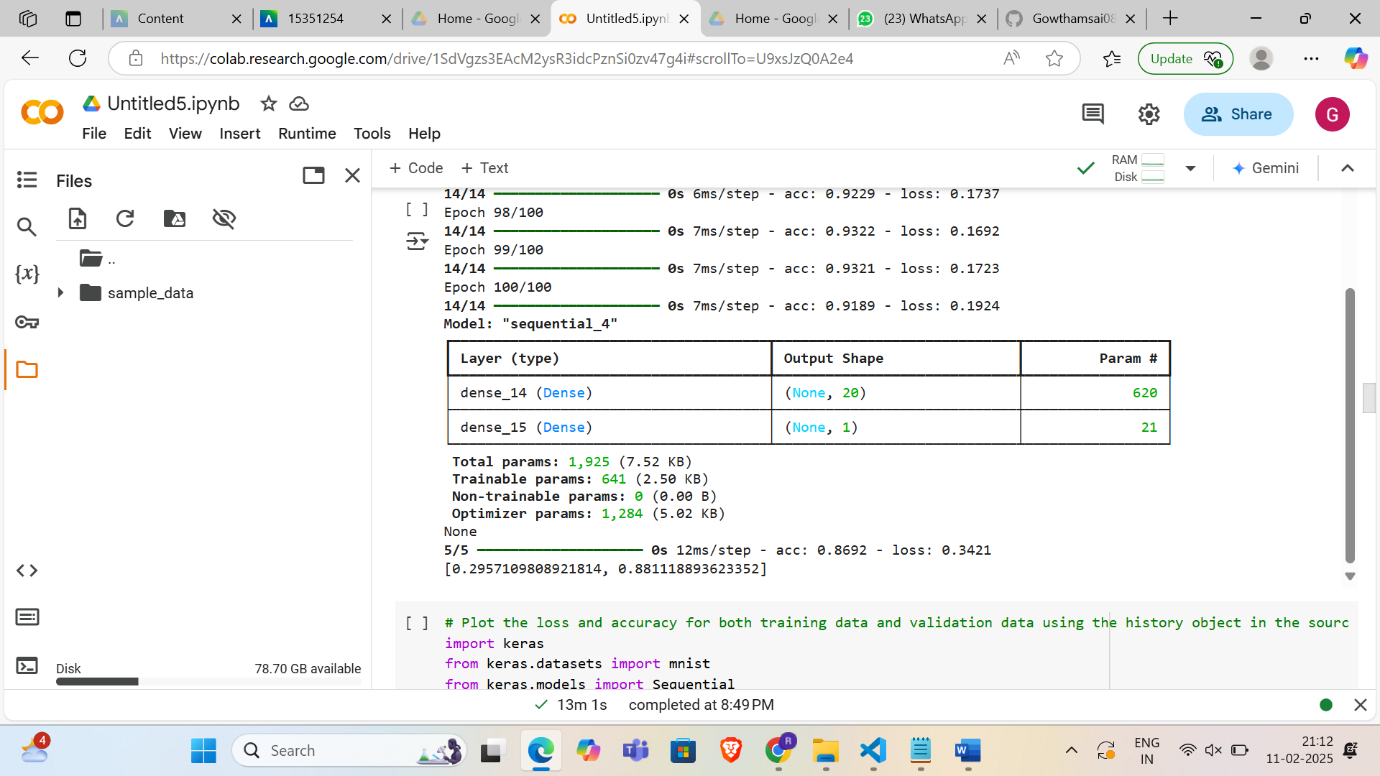 Content
15351254
Home - Google
Untitled5.ipynb
Home - Google
23
(23) WhatsApp
Gowthamsai08
https://colab.research.google.com/drive/1SdVgzs3EAcM2ysR3idcPznSi0zv47g4i#scrollTo=U9xsJzQ0A2e4
Update
Untitled5.ipynb
File Edit View Insert Runtime Tools Help
Share
G
Files
+ Code + Text
RAM
Disk
Gemini
..
sample_data
{x}
14/14 0s 6ms/step - acc: 0.9229 - loss: 0.1737
[ ] Epoch 98/100
14/14 0s 7ms/step - acc: 0.9322 - loss: 0.1692
Epoch 99/100
14/14 0s 7ms/step - acc: 0.9321 - loss: 0.1723
Epoch 100/100
14/14 0s 7ms/step - acc: 0.9189 - loss: 0.1924
Model: "sequential_4"
Layer (type) Output Shape Param #
dense_14 (Dense) (None, 20) 620
dense_15 (Dense) (None, 1) 21
Total params: 1,925 (7.52 KB)
Trainable params: 641 (2.50 KB)
Non-trainable params: 0 (0.00 B)
Optimizer params: 1,284 (5.02 KB)
None
5/5 0s 12ms/step - acc: 0.8692 - loss: 0.3421
[0.2957109808921814, 0.881118893623352]
[ ] # Plot the loss and accuracy for both training data and validation data using the history object in the sourc
import keras
from keras.datasets import mnist
from keras.models import Sequential
Disk 78.70 GB available
13m 1s completed at 8:49 PM
4
Search
R
ENG
IN
21:12
11-02-2025